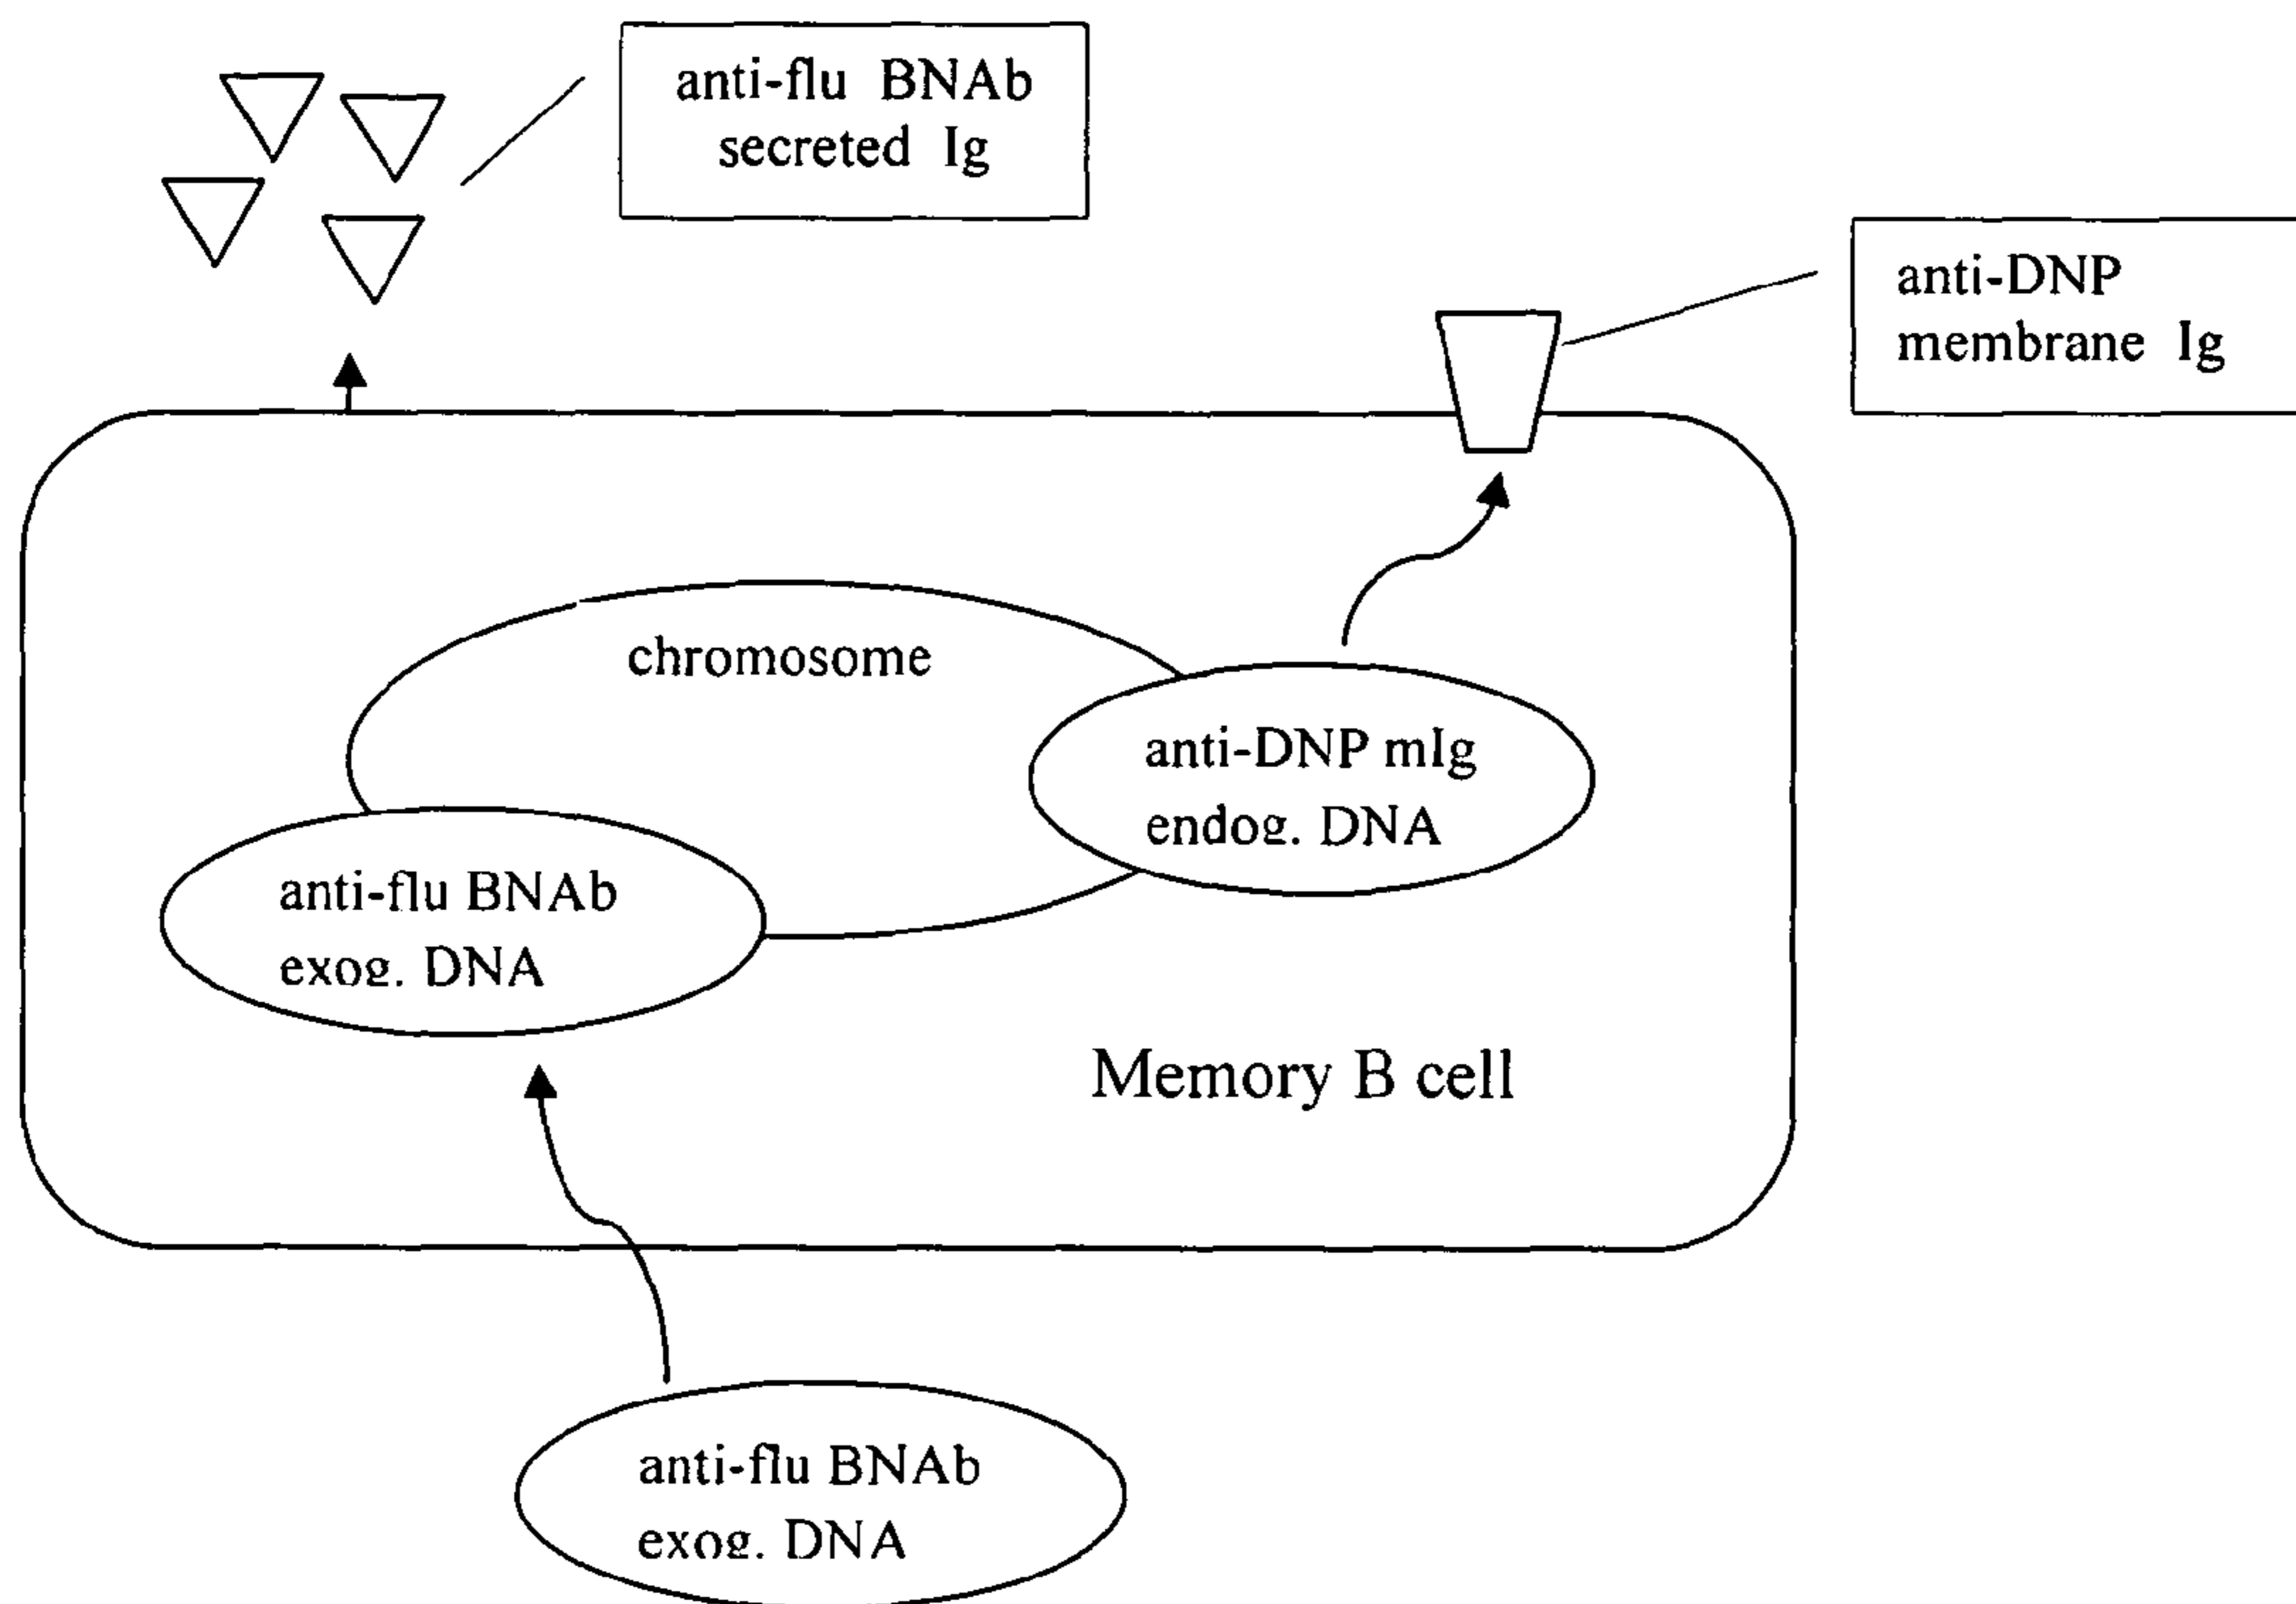 anti-flu BNAb
secreted Ig
anti-DNP
membrane Ig
chromosome
anti-DNP mIg
endog. DNA
anti-flu BNAb
exog. DNA
Memory B cell
anti-flu BNAb
exog. DNA